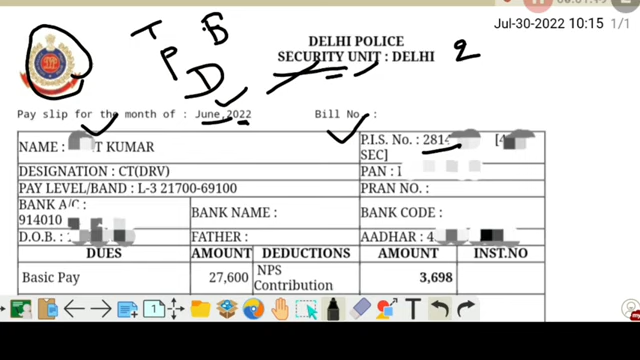 Jul-30-2022 10:15 1/1
T P B D
DELHI POLICE
SECURITY UNIT : DELHI 2
Pay slip for the month of : June,2022 Bill No. :
NAME : T KUMAR P.I.S. No. : 2814 [4
SEC]
DESIGNATION : CT(DRV) PAN :
PAY LEVEL/BAND : L-3 21700-69100 PRAN NO. :
BANK A/C : BANK NAME : BANK CODE :
914010
D.O.B. : FATHER : AADHAR : 4
DUES AMOUNT DEDUCTIONS AMOUNT INST.NO
Basic Pay 27,600 NPS Contribution 3,698